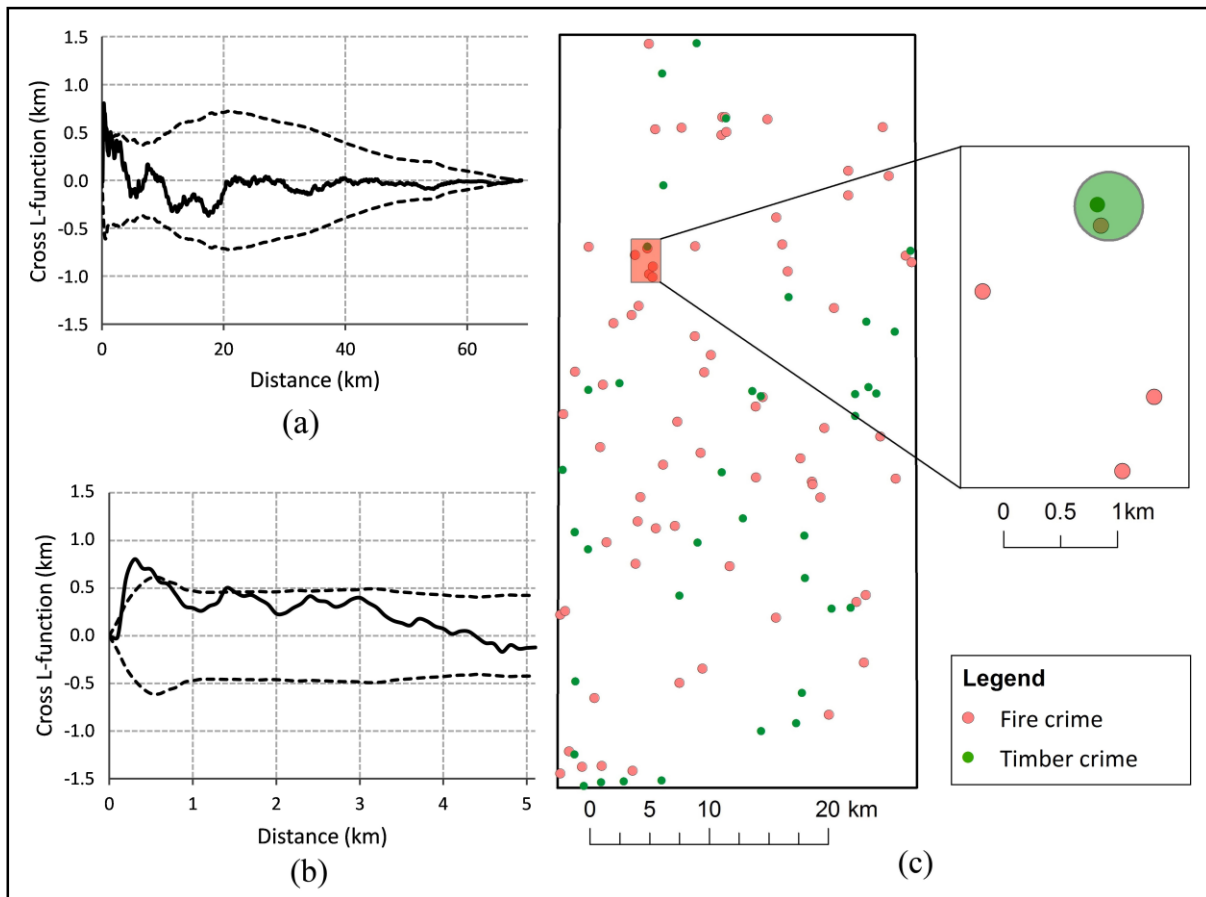 1.5
1.0
0.5
0.0
-0.5
-1.0
-1.5
Cross L-function (km)
0 20 40 60
Distance (km)
(a)
1.5
1.0
0.5
0.0
-0.5
-1.0
-1.5
Cross L-function (km)
0 1 2 3 4 5
Distance (km)
(b)
0 5 10 20 km
(c)
0 0.5 1km
Legend
Fire crime
Timber crime